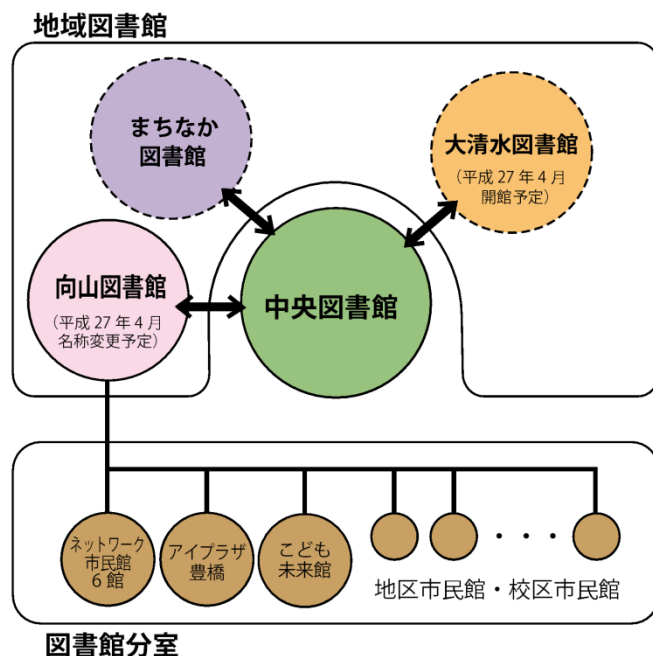 地域図書館
まちなか
図書館
大清水図書館
（平成 27 年 4 月
開館予定）
向山図書館
（平成 27 年 4 月
名称変更予定）
中央図書館
ネットワーク
市民館
6 館
アイプラザ
豊橋
こども
未来館
・・・
地区市民館・校区市民館
図書館分室